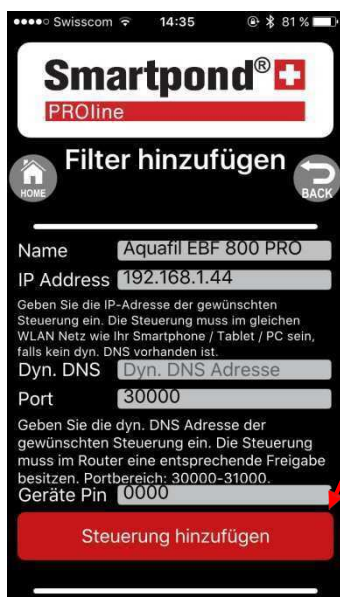 Swisscom 14:35 81 %
Smartpond®
PROline
Filter hinzufügen
HOME
BACK
Name Aquafil EBF 800 PRO
IP Address 192.168.1.44
Geben Sie die IP-Adresse der gewünschten
Steuerung ein. Die Steuerung muss im gleichen
WLAN Netz wie Ihr Smartphone / Tablet / PC sein,
falls kein dyn. DNS vorhanden ist.
Dyn. DNS Dyn. DNS Adresse
Port 30000
Geben Sie die dyn. DNS Adresse der
gewünschten Steuerung ein. Die Steuerung
muss im Router eine entsprechende Freigabe
besitzen. Portbereich: 30000-31000.
Geräte Pin 0000
Steuerung hinzufügen